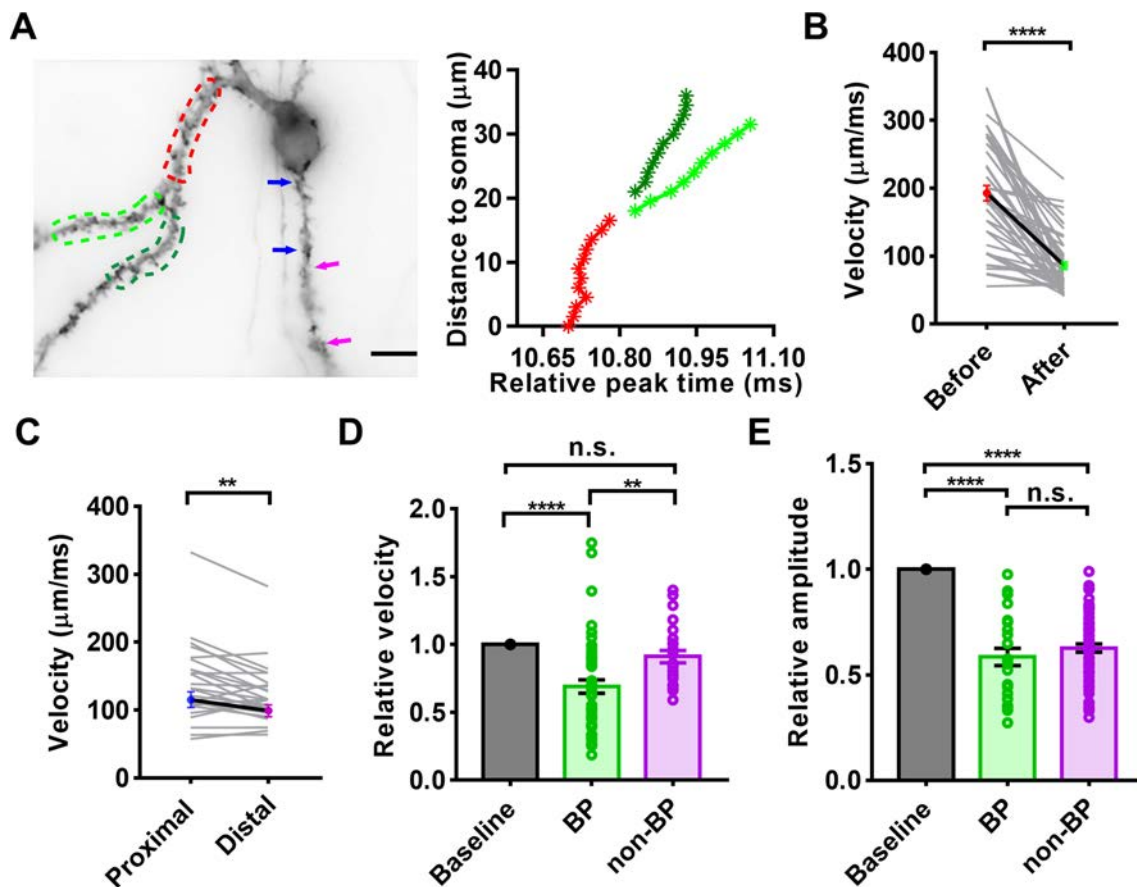 A
Distance to soma (μm)
40
30
20
10
0
10.65 10.80 10.95 11.10
Relative peak time (ms)
B
****
Velocity (μm/ms)
400
300
200
100
0
Before
After
C
**
Velocity (μm/ms)
400
300
200
100
0
Proximal
Distal
D
n.s.
**** **
Relative velocity
2.0
1.5
1.0
0.5
0.0
Baseline
BP
non-BP
E
****
**** n.s.
Relative amplitude
1.5
1.0
0.5
0.0
Baseline
BP
non-BP